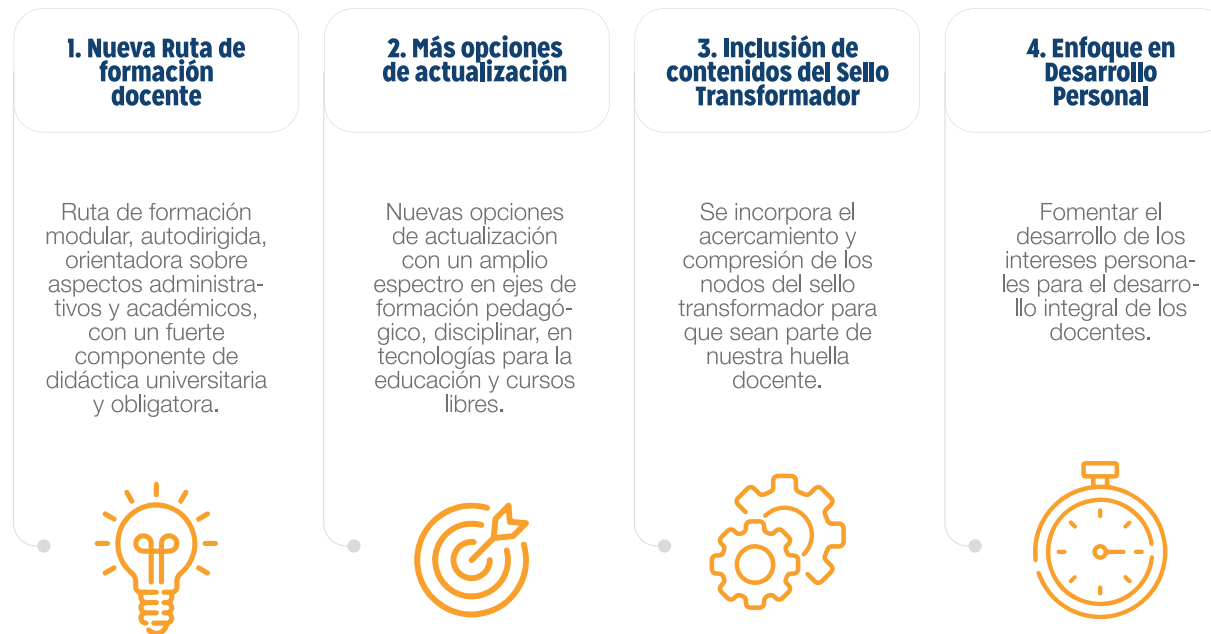 1. Nueva Ruta de
formación
docente
Ruta de formación
modular, autodirigida,
orientadora sobre
aspectos administra-
tivos y académicos,
con un fuerte
componente de
didáctica universitaria
y obligatora.
2. Más opciones
de actualización
Nuevas opciones
de actualización
con un amplio
espectro en ejes de
formación pedagó-
gico, disciplinar, en
tecnologías para la
educación y cursos
libres.
3. Inclusión de
contenidos del Sello
Transformador
Se incorpora el
acercamiento y
compresión de los
nodos del sello
transformador para
que sean parte de
nuestra huella
docente.
4. Enfoque en
Desarrollo
Personal
Fomentar el
desarrollo de los
intereses persona-
les para el desarro-
llo integral de los
docentes.